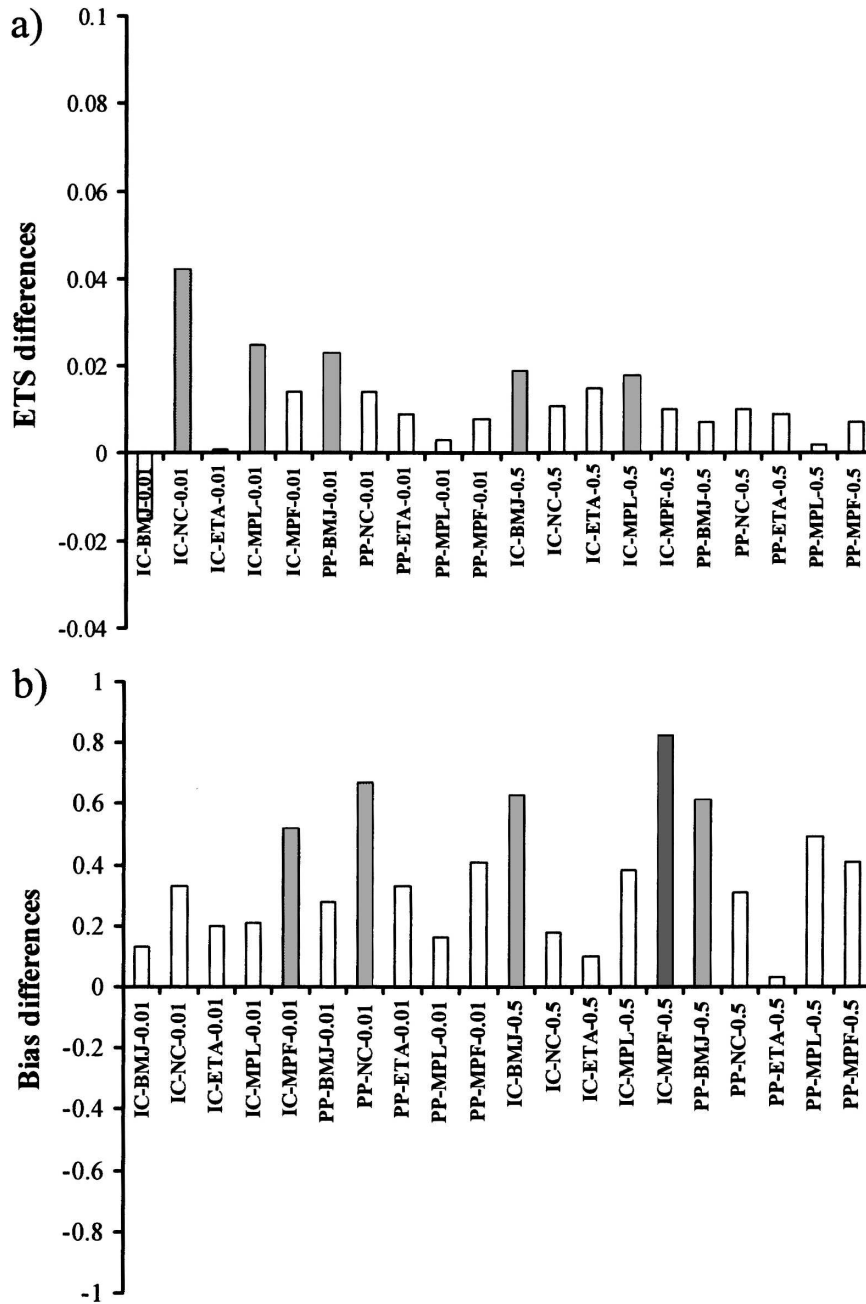 a)
ETS differences
0.1
0.08
0.06
0.04
0.02
0
-0.02
-0.04
IC-BMJ-0.01
IC-NC-0.01
IC-ETA-0.01
IC-MPL-0.01
IC-MPF-0.01
PP-BMJ-0.01
PP-NC-0.01
PP-ETA-0.01
PP-MPL-0.01
PP-MPF-0.01
IC-BMJ-0.5
IC-NC-0.5
IC-ETA-0.5
IC-MPL-0.5
IC-MPF-0.5
PP-BMJ-0.5
PP-NC-0.5
PP-ETA-0.5
PP-MPL-0.5
PP-MPF-0.5
b)
Bias differences
1
0.8
0.6
0.4
0.2
0
-0.2
-0.4
-0.6
-0.8
-1
IC-BMJ-0.01
IC-NC-0.01
IC-ETA-0.01
IC-MPL-0.01
IC-MPF-0.01
PP-BMJ-0.01
PP-NC-0.01
PP-ETA-0.01
PP-MPL-0.01
PP-MPF-0.01
IC-BMJ-0.5
IC-NC-0.5
IC-ETA-0.5
IC-MPL-0.5
IC-MPF-0.5
PP-BMJ-0.5
PP-NC-0.5
PP-ETA-0.5
PP-MPL-0.5
PP-MPF-0.5